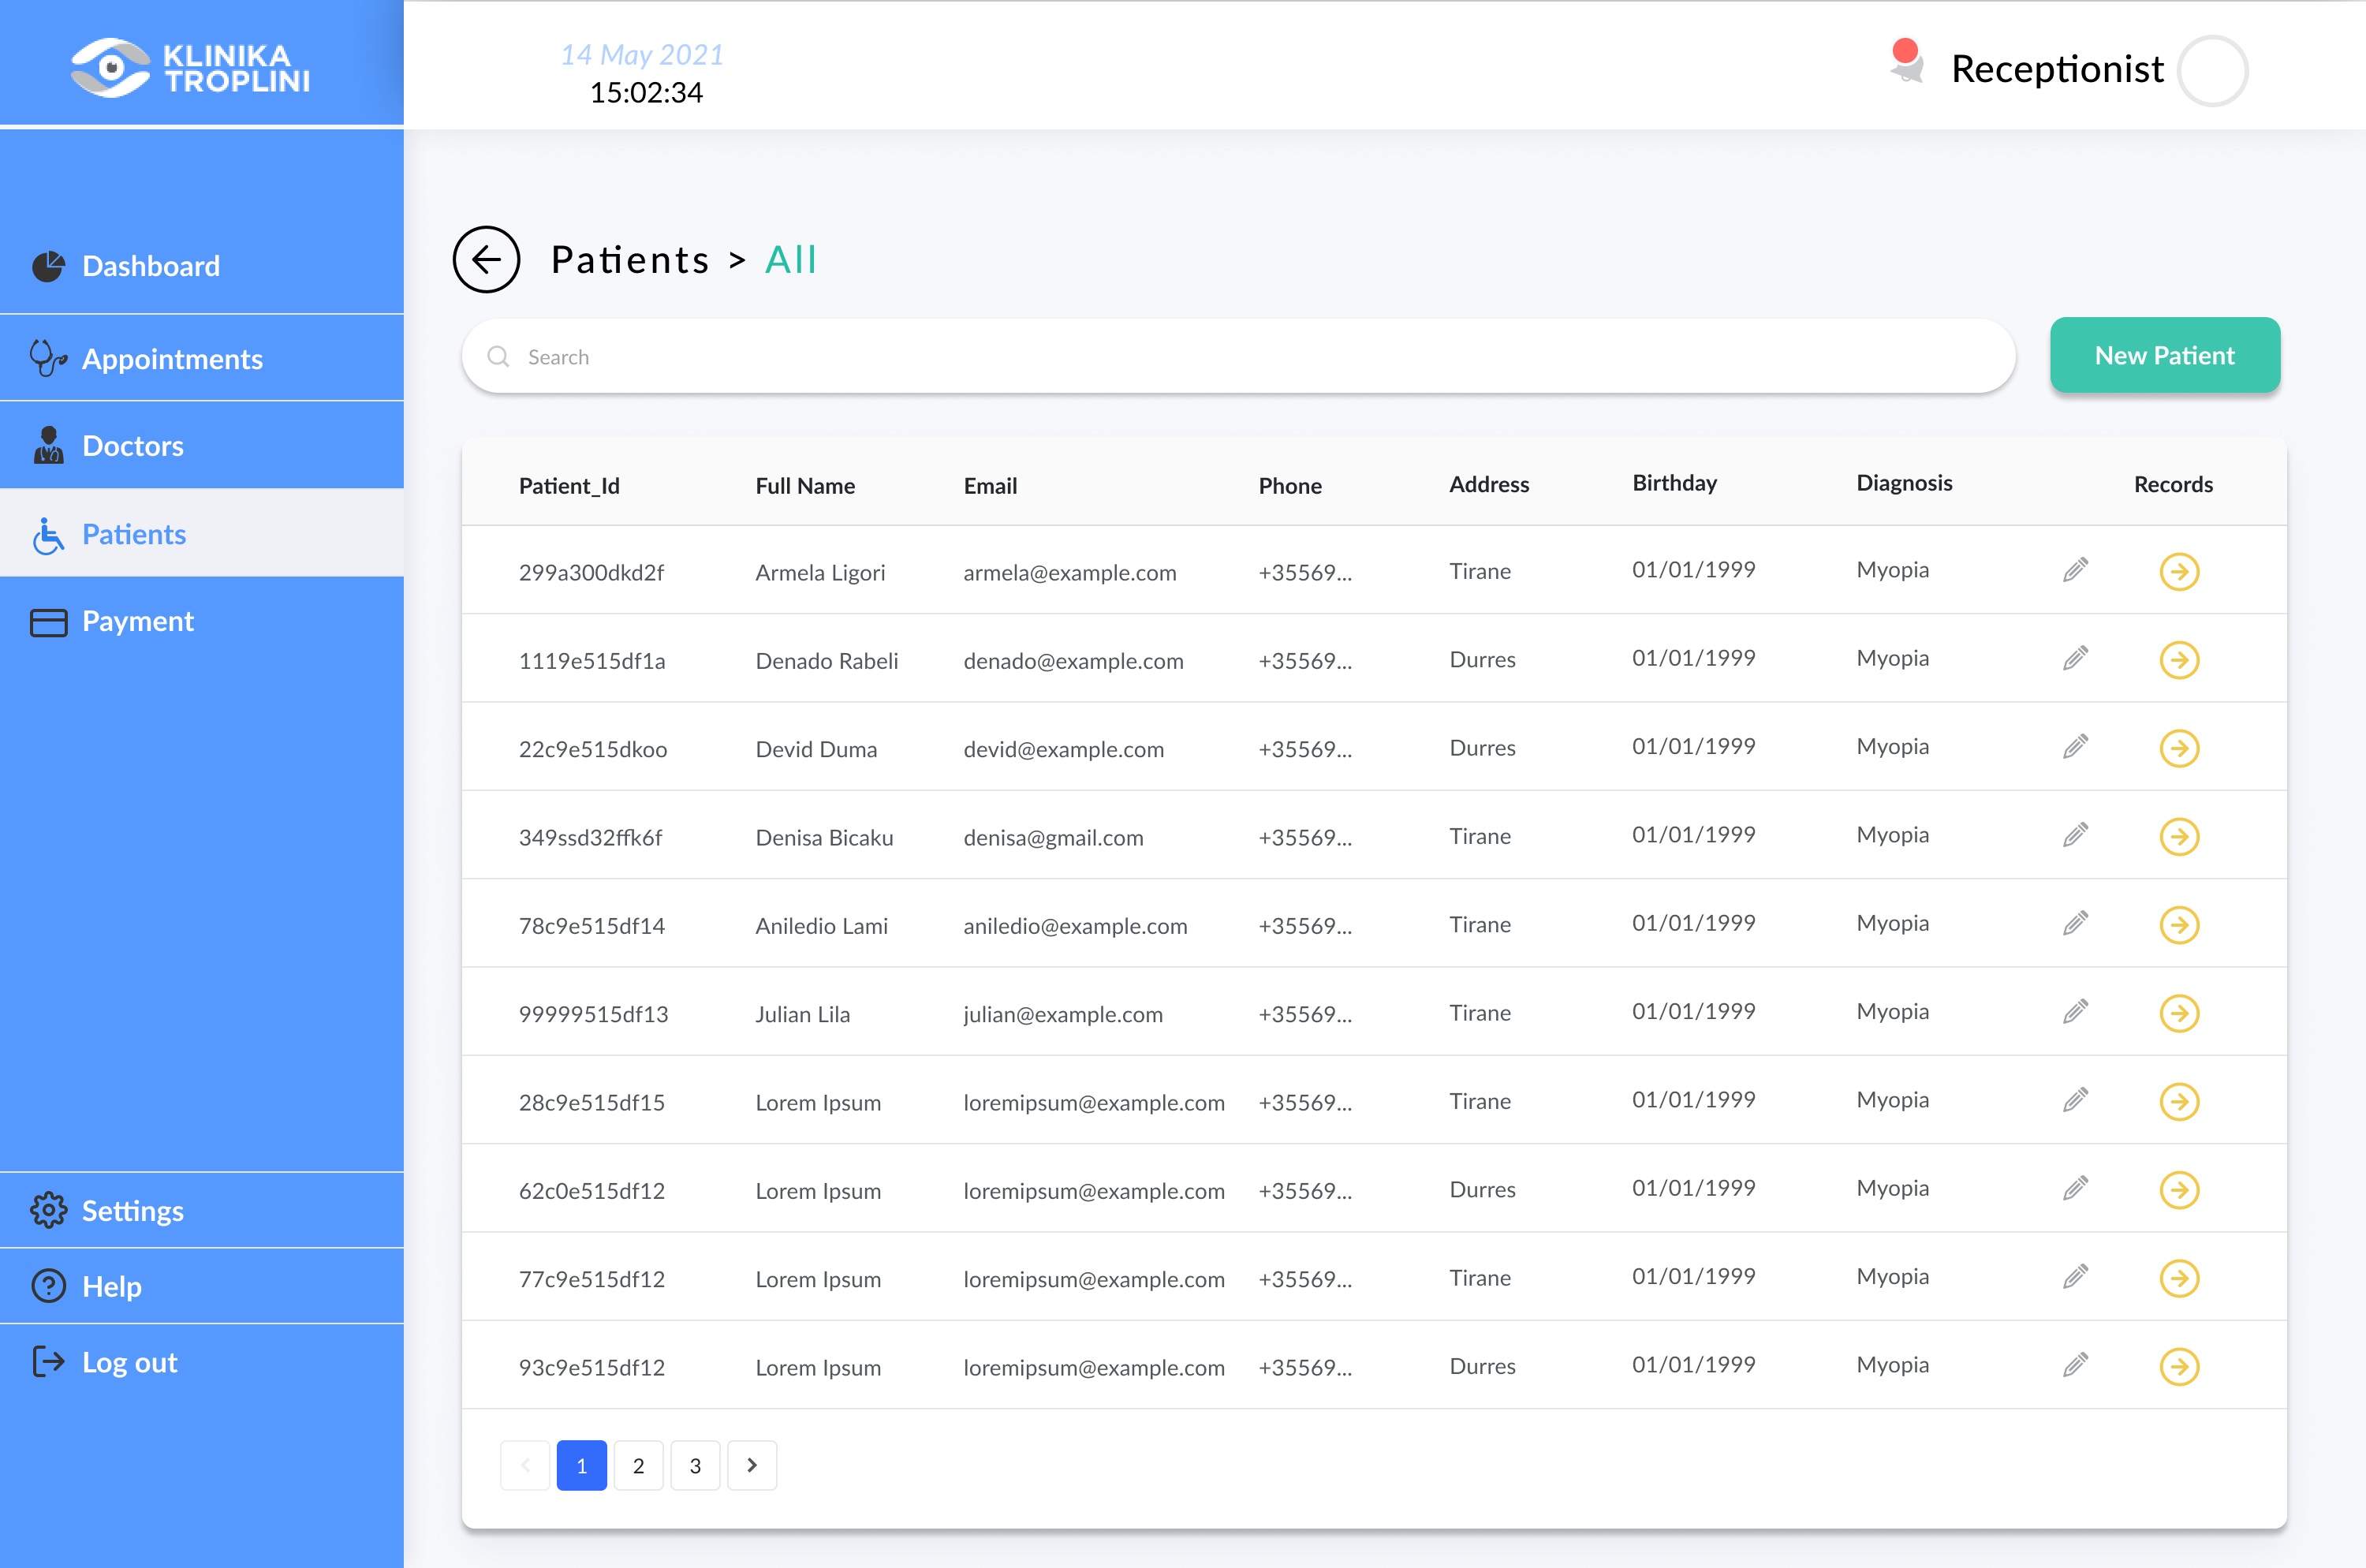 KLINIKA
TROPLINI
14 May 2021
15:02:34
Receptionist
Dashboard
Appointments
Doctors
Patients
Payment
Settings
Help
Log out
Patients > All
Search
New Patient
Patient_Id Full Name Email Phone Address Birthday Diagnosis Records
299a300dkd2f Armela Ligori armela@example.com +35569... Tirane 01/01/1999 Myopia
1119e515df1a Denado Rabeli denado@example.com +35569... Durres 01/01/1999 Myopia
22c9e515dkoo Devid Duma devid@example.com +35569... Durres 01/01/1999 Myopia
349ssd32ffk6f Denisa Bicaku denisa@gmail.com +35569... Tirane 01/01/1999 Myopia
78c9e515df14 Aniledio Lami aniledio@example.com +35569... Tirane 01/01/1999 Myopia
99999515df13 Julian Lila julian@example.com +35569... Tirane 01/01/1999 Myopia
28c9e515df15 Lorem Ipsum loremipsum@example.com +35569... Tirane 01/01/1999 Myopia
62c0e515df12 Lorem Ipsum loremipsum@example.com +35569... Durres 01/01/1999 Myopia
77c9e515df12 Lorem Ipsum loremipsum@example.com +35569... Tirane 01/01/1999 Myopia
93c9e515df12 Lorem Ipsum loremipsum@example.com +35569... Durres 01/01/1999 Myopia
1 2 3